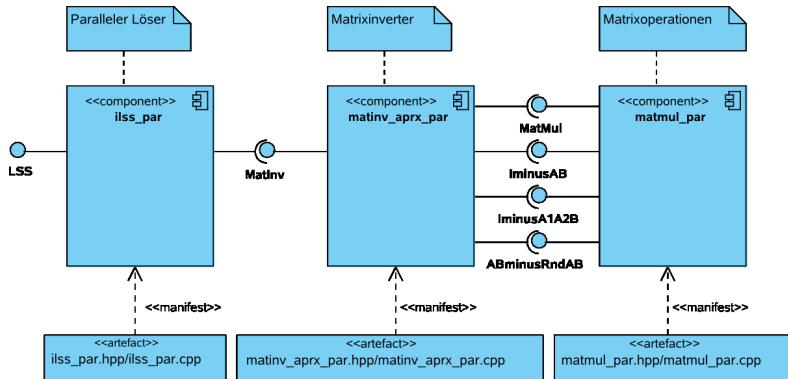 Paralleler Löser
Matrixinverter
Matrixoperationen
<<component>>
ilss_par
<<component>>
matinv_aprx_par
<<component>>
matmul_par
LSS
MatInv
MatMul
IminusAB
IminusA1A2B
ABminusRndAB
<<manifest>>
<<manifest>>
<<manifest>>
<<artefact>>
ilss_par.hpp/ilss_par.cpp
<<artefact>>
matinv_aprx_par.hpp/matinv_aprx_par.cpp
<<artefact>>
matmul_par.hpp/matmul_par.cpp